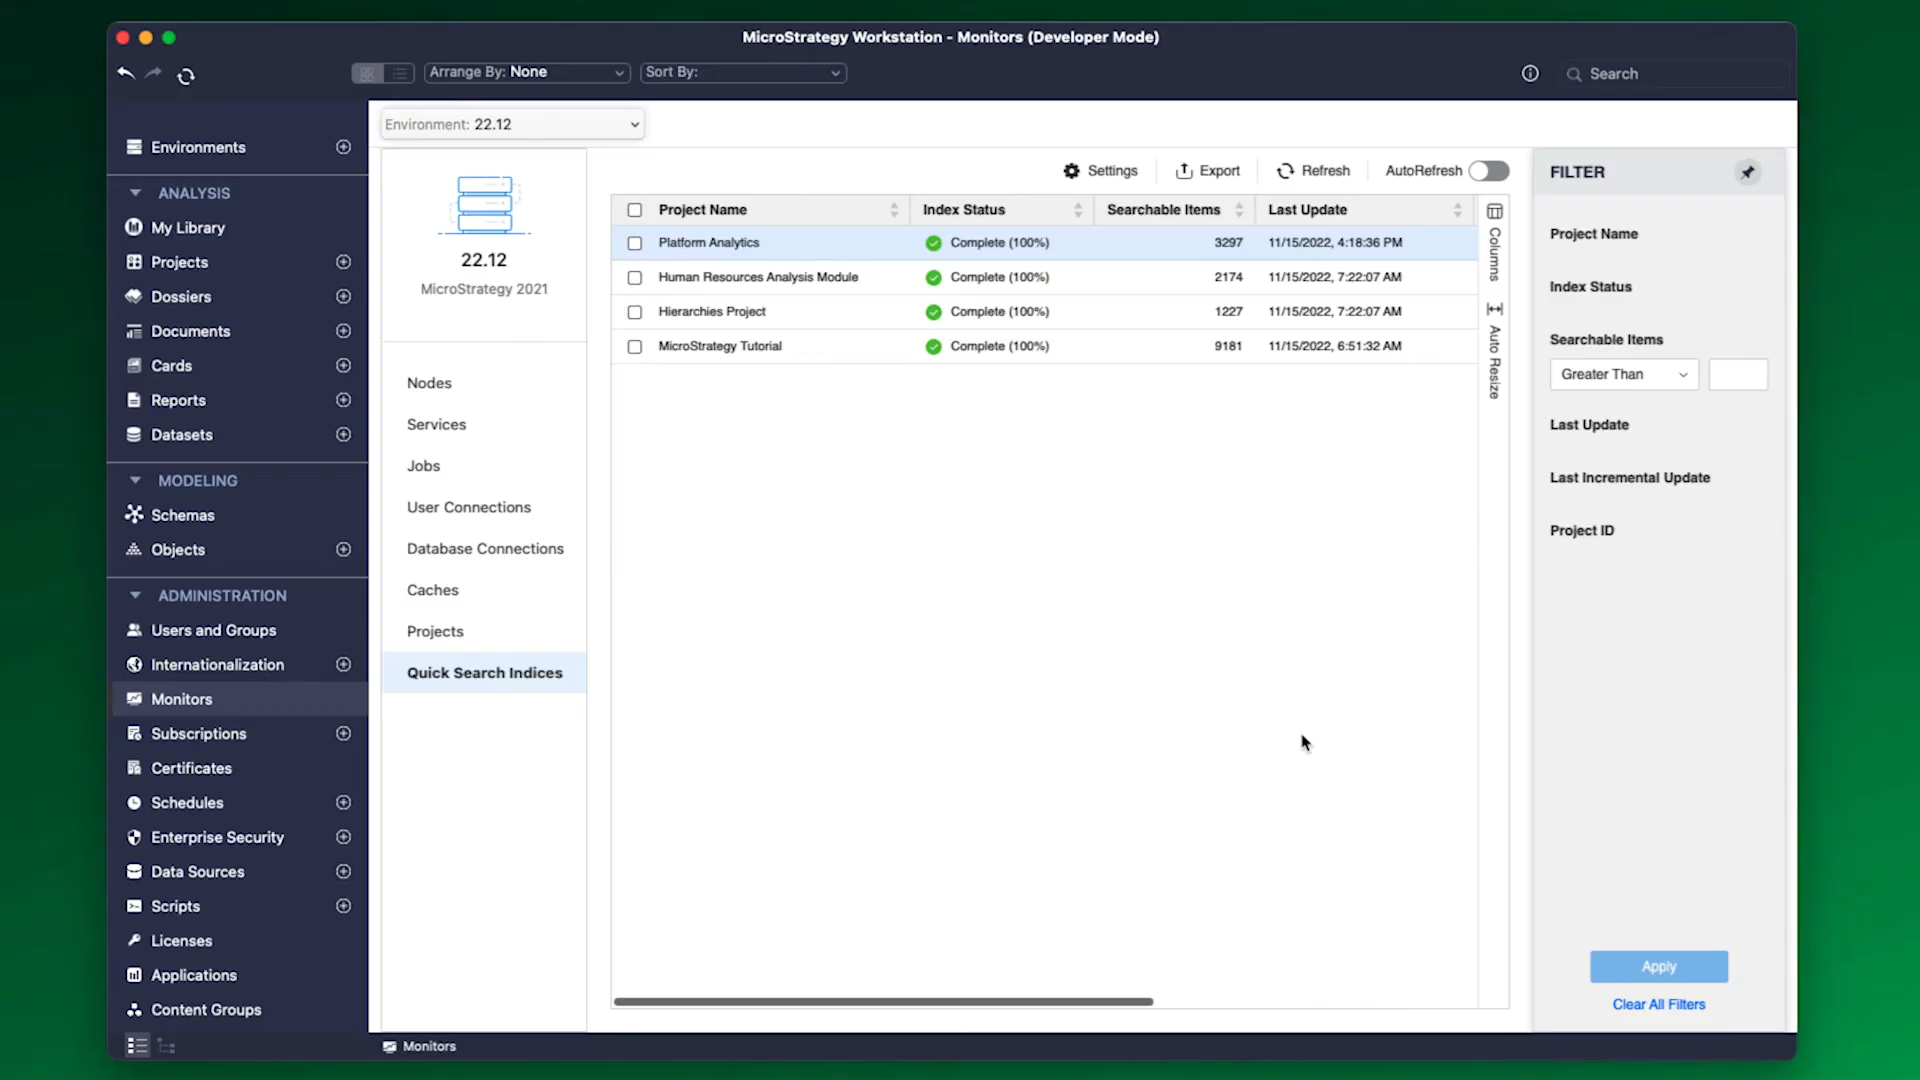 MicroStrategy Workstation - Monitors (Developer Mode)
Arrange By: None
Sort By:
Search
Environments
ANALYSIS
My Library
Projects
Dossiers
Documents
Cards
Reports
Datasets
MODELING
Schemas
Objects
ADMINISTRATION
Users and Groups
Internationalization
Monitors
Subscriptions
Certificates
Schedules
Enterprise Security
Data Sources
Scripts
Licenses
Applications
Content Groups
Environment: 22.12
22.12
MicroStrategy 2021
Nodes
Services
Jobs
User Connections
Database Connections
Caches
Projects
Quick Search Indices
Settings
Export
Refresh
AutoRefresh
Project Name Index Status Searchable Items Last Update
Platform Analytics Complete (100%) 3297 11/15/2022, 4:18:36 PM
Human Resources Analysis Module Complete (100%) 2174 11/15/2022, 7:22:07 AM
Hierarchies Project Complete (100%) 1227 11/15/2022, 7:22:07 AM
MicroStrategy Tutorial Complete (100%) 9181 11/15/2022, 6:51:32 AM
Columns
Auto Resize
FILTER
Project Name
Index Status
Searchable Items
Greater Than
Last Update
Last Incremental Update
Project ID
Apply
Clear All Filters
Monitors